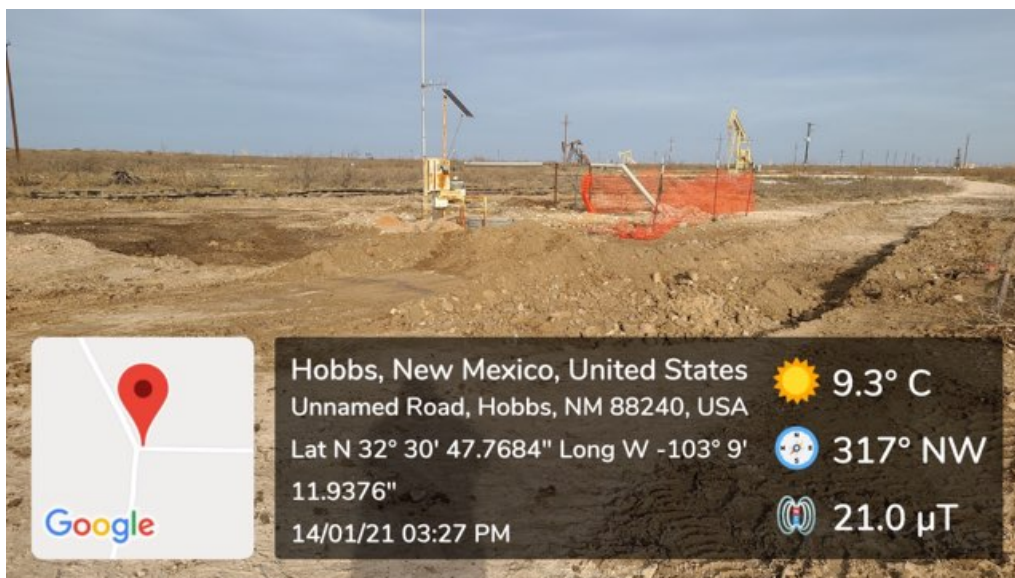 Hobbs, New Mexico, United States
Unnamed Road, Hobbs, NM 88240, USA
Lat N 32° 30' 47.7684" Long W -103° 9'
11.9376"
14/01/21 03:27 PM
9.3° C
317° NW
21.0 µT
Google